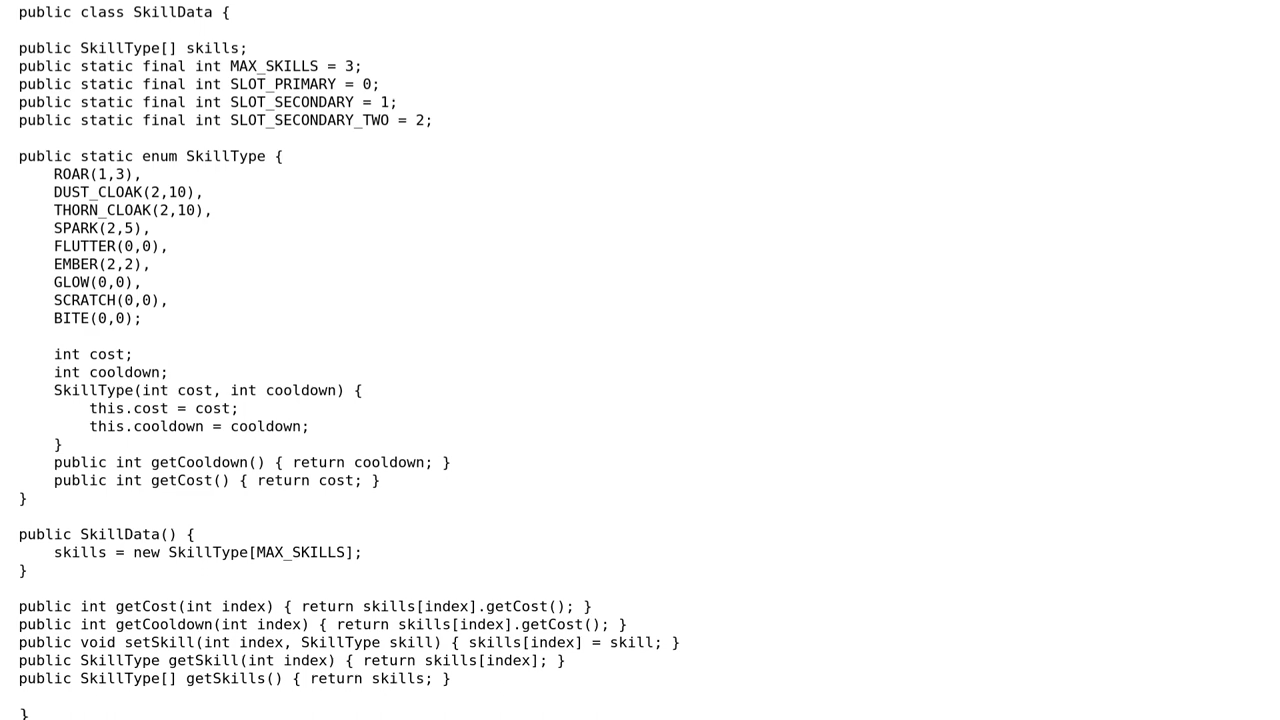 public class SkillData {

public SkillType[] skills;
public static final int MAX_SKILLS = 3;
public static final int SLOT_PRIMARY = 0;
public static final int SLOT_SECONDARY = 1;
public static final int SLOT_SECONDARY_TWO = 2;

public static enum SkillType {
    ROAR(1,3),
    DUST_CLOAK(2,10),
    THORN_CLOAK(2,10),
    SPARK(2,5),
    FLUTTER(0,0),
    EMBER(2,2),
    GLOW(0,0),
    SCRATCH(0,0),
    BITE(0,0);

    int cost;
    int cooldown;
    SkillType(int cost, int cooldown) {
        this.cost = cost;
        this.cooldown = cooldown;
    }
    public int getCooldown() { return cooldown; }
    public int getCost() { return cost; }
}

public SkillData() {
    skills = new SkillType[MAX_SKILLS];
}

public int getCost(int index) { return skills[index].getCost(); }
public int getCooldown(int index) { return skills[index].getCost(); }
public void setSkill(int index, SkillType skill) { skills[index] = skill; }
public SkillType getSkill(int index) { return skills[index]; }
public SkillType[] getSkills() { return skills; }

}